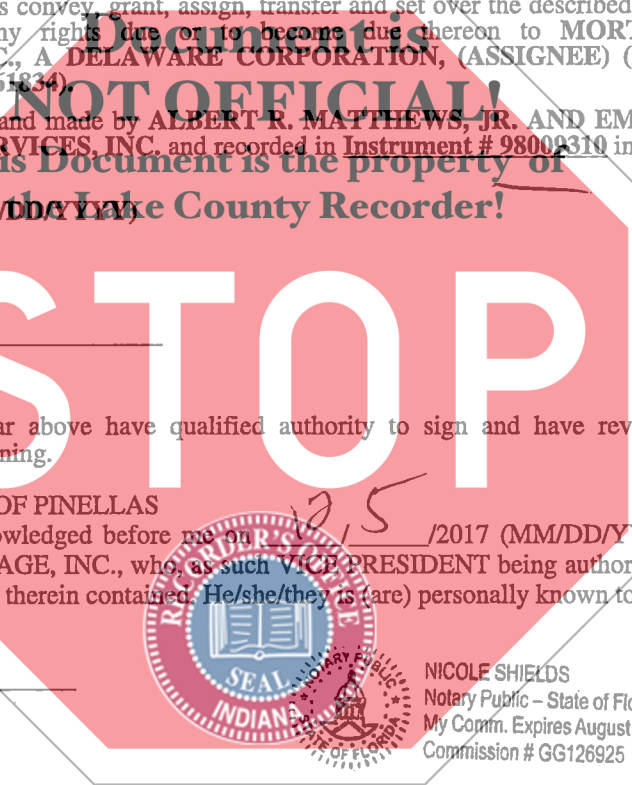 s convey, grant, assign, transfer and set over the described
ny rights due or to become due thereon to MORT
C., A DELAWARE CORPORATION, (ASSIGNEE) (
61834).
and made by ALBERT R. MATTHEWS, JR. AND EM
RVICES, INC. and recorded in Instrument # 98009310 in
/DD/YYYY)
Document is
NOT OFFICIAL!
is Document is the property of
the Lake County Recorder!
STOP
ar above have qualified authority to sign and have rev
ning.
OF PINELLAS
owledged before me on 12/5/2017 (MM/DD/Y
AGE, INC., who, as such VICE PRESIDENT being author
therein contained. He/she/they is (are) personally known to
RECORDER'S OFFICE
SEAL
INDIANA
NOTARY PUBLIC
STATE OF FLORIDA
NICOLE SHIELDS
Notary Public – State of Flo
My Comm. Expires August
Commission # GG126925